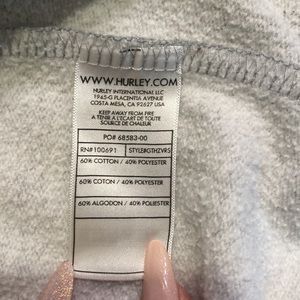 WWW.HURLEY.COM
HURLEY INTERNATIONAL LLC
1945-G PLACENTIA AVENUE
COSTA MESA, CA 92627 USA
KEEP AWAY FROM FIRE
A TENIR À L'ÉCART DE TOUTE
SOURCE DE CHALEUR
PO# 68583-00
RN#100691 STYLE#GTHZVRS
60% COTTON / 40% POLYESTER
60% COTON / 40% POLYESTER
60% ALGODON / 40% POLIESTER